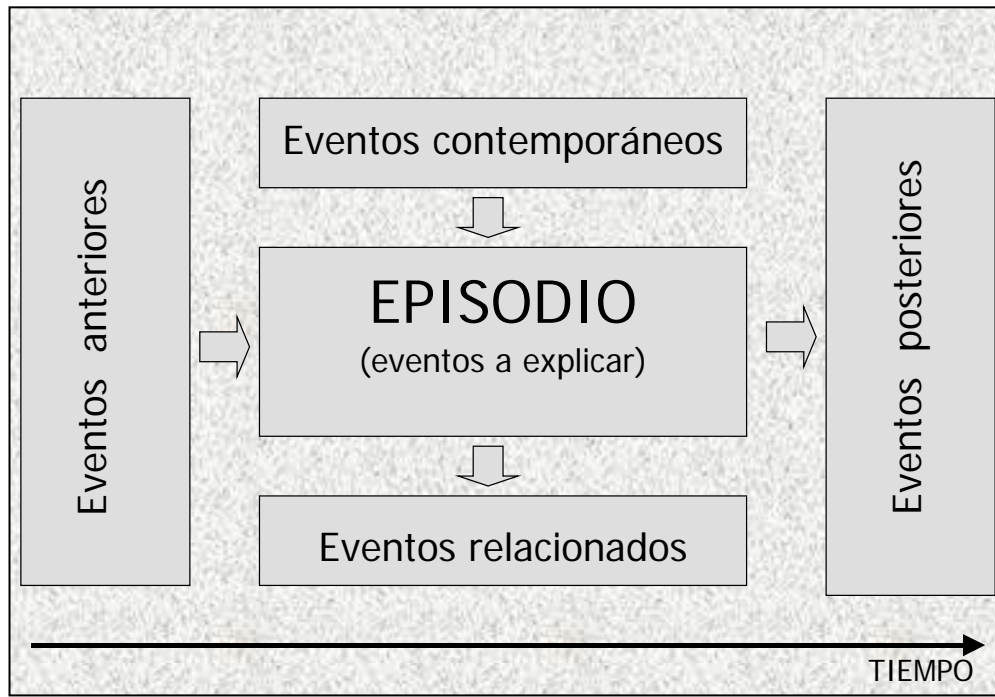 Eventos anteriores
Eventos contemporáneos
EPISODIO
(eventos a explicar)
Eventos relacionados
Eventos posteriores
TIEMPO